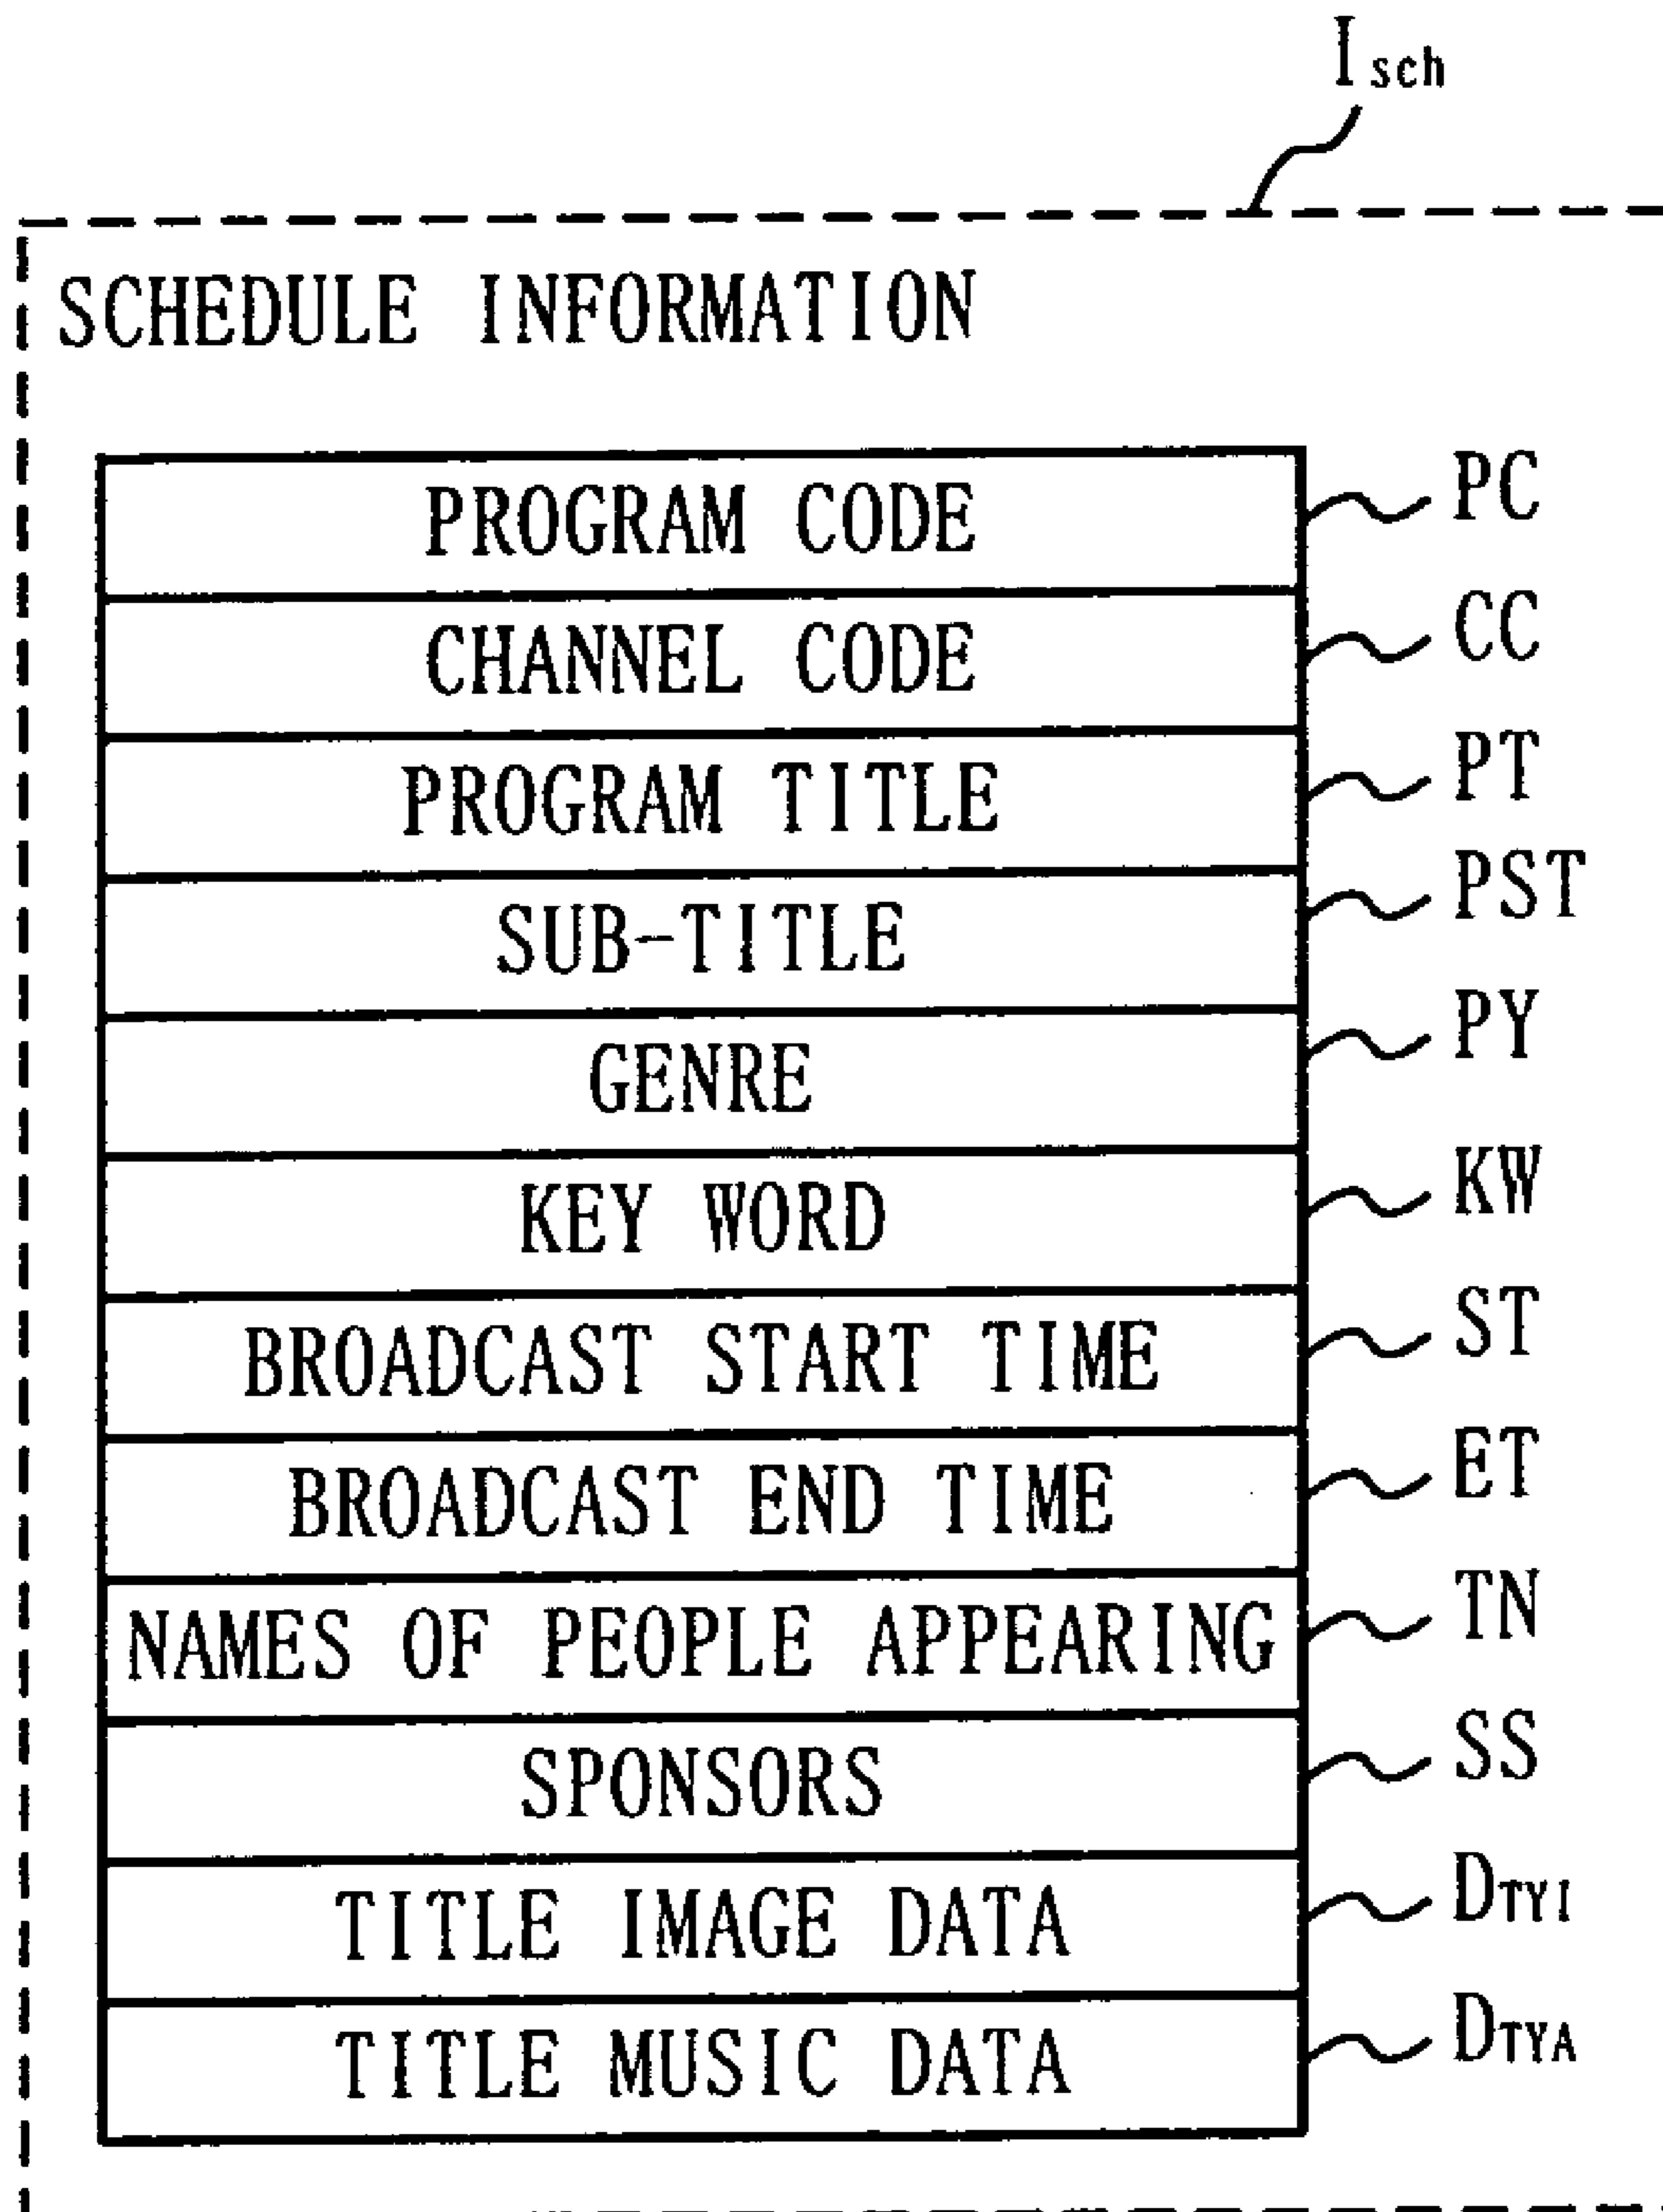 Isch
SCHEDULE INFORMATION
PROGRAM CODE PC
CHANNEL CODE CC
PROGRAM TITLE PT
SUB-TITLE PST
GENRE PY
KEY WORD KW
BROADCAST START TIME ST
BROADCAST END TIME ET
NAMES OF PEOPLE APPEARING TN
SPONSORS SS
TITLE IMAGE DATA DTYI
TITLE MUSIC DATA DTYA